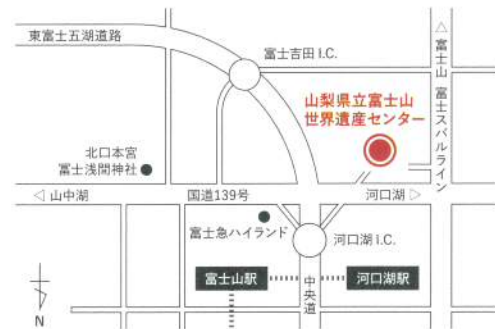 東富士五湖道路
富士吉田 I.C.
△富士山 富士スバルライン
山梨県立富士山
世界遺産センター
北口本宮
富士浅間神社
◁ 山中湖
国道139号
河口湖 ▷
富士急ハイランド
河口湖 I.C.
富士山駅
中央道
河口湖駅
N